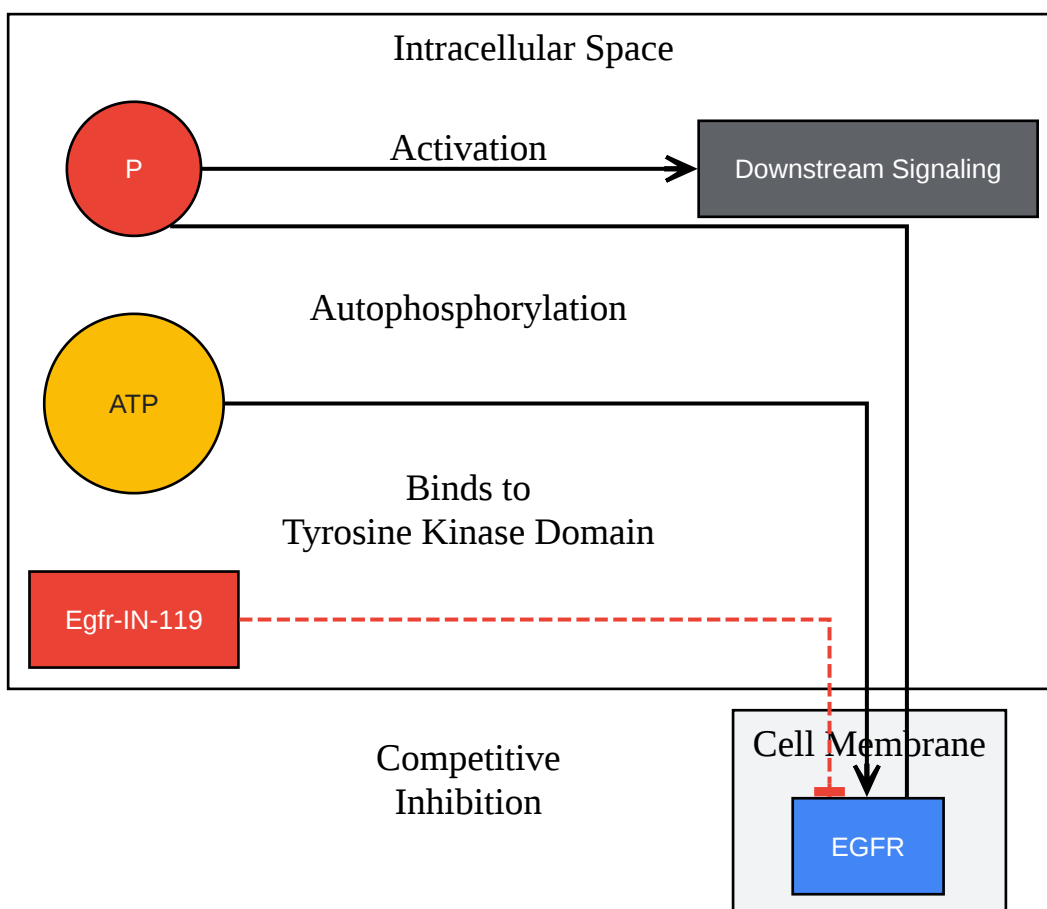 Intracellular Space
P
Activation
Downstream Signaling
Autophosphorylation
ATP
Binds to
Tyrosine Kinase Domain
Egfr-IN-119
Cell Membrane
Competitive
Inhibition
EGFR